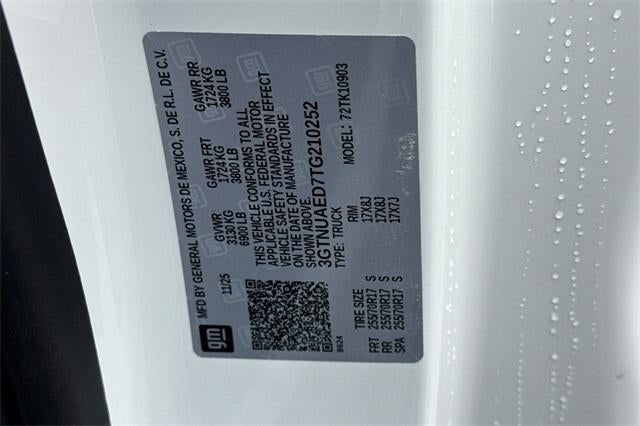 gm
MFD BY GENERAL MOTORS DE MEXICO, S. DE R.L. DE C.V.
11/25
GVWR
3130 KG
6900 LB
GAWR FRT
1724 KG
3800 LB
GAWR RR
1724 KG
3800 LB
THIS VEHICLE CONFORMS TO ALL
APPLICABLE U.S. FEDERAL MOTOR
VEHICLE SAFETY STANDARDS IN EFFECT
ON THE DATE OF MANUFACTURE
SHOWN ABOVE.
3GTNUAED7TG210252
TYPE: TRUCK
MODEL: 72TK10903
8624
TIRE SIZE RIM
FRT 255/70R17 S 17X8J
RR 255/70R17 S 17X8J
SPA 255/70R17 S 17X7J